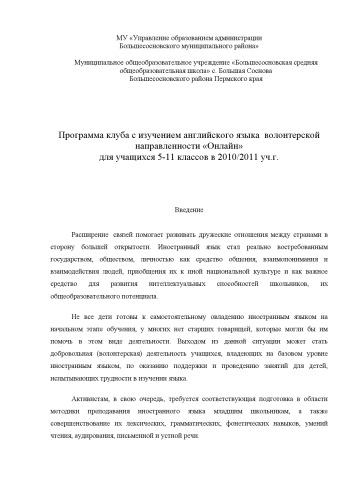 МУ «Управление образованием администрации
Большесосновского муниципального района»
Муниципальное общеобразовательное учреждение «Большесосновская средняя
общеобразовательная школа» с. Большая Соснова
Большесосновского района Пермского края
Программа клуба с изучением английского языка волонтерской
направленности «Онлайн»
для учащихся 5-11 классов в 2010/2011 уч.г.
Введение
Расширение связей помогает развивать дружеские отношения между странами в
сторону большей открытости. Иностранный язык стал реально востребованным
государством, обществом, личностью как средство общения, взаимопонимания и
взаимодействия людей, приобщения их к иной национальной культуре и как важное
средство для развития интеллектуальных способностей школьников, их
общеобразовательного потенциала.
Не все дети готовы к самостоятельному овладению иностранным языком на
начальном этапе обучения, у многих нет старших товарищей, которые могли бы им
помочь в этом виде деятельности. Выходом из данной ситуации может стать
добровольная (волонтерская) деятельность учащихся, владеющих на базовом уровне
иностранным языком, по оказанию поддержки и проведению занятий для детей,
испытывающих трудности в изучении языка.
Активистам, в свою очередь, требуется соответствующая подготовка в области
методики преподавания иностранного языка младшим школьникам, а также
совершенствование их лексических, грамматических, фонетических навыков, умений
чтения, аудирования, письменной и устной речи.